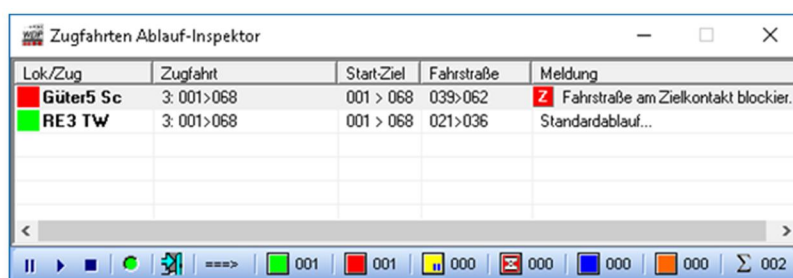 WDP Zugfahrten Ablauf-Inspektor
Lok/Zug Zugfahrt Start-Ziel Fahrstraße Meldung
Güter5 Sc 3: 001>068 001 > 068 039>062 Z Fahrstraße am Zielkontakt blockier.
RE3 TW 3: 001>068 001 > 068 021>036 Standardablauf...
===> 001 001 000 000 000 000 Σ 002